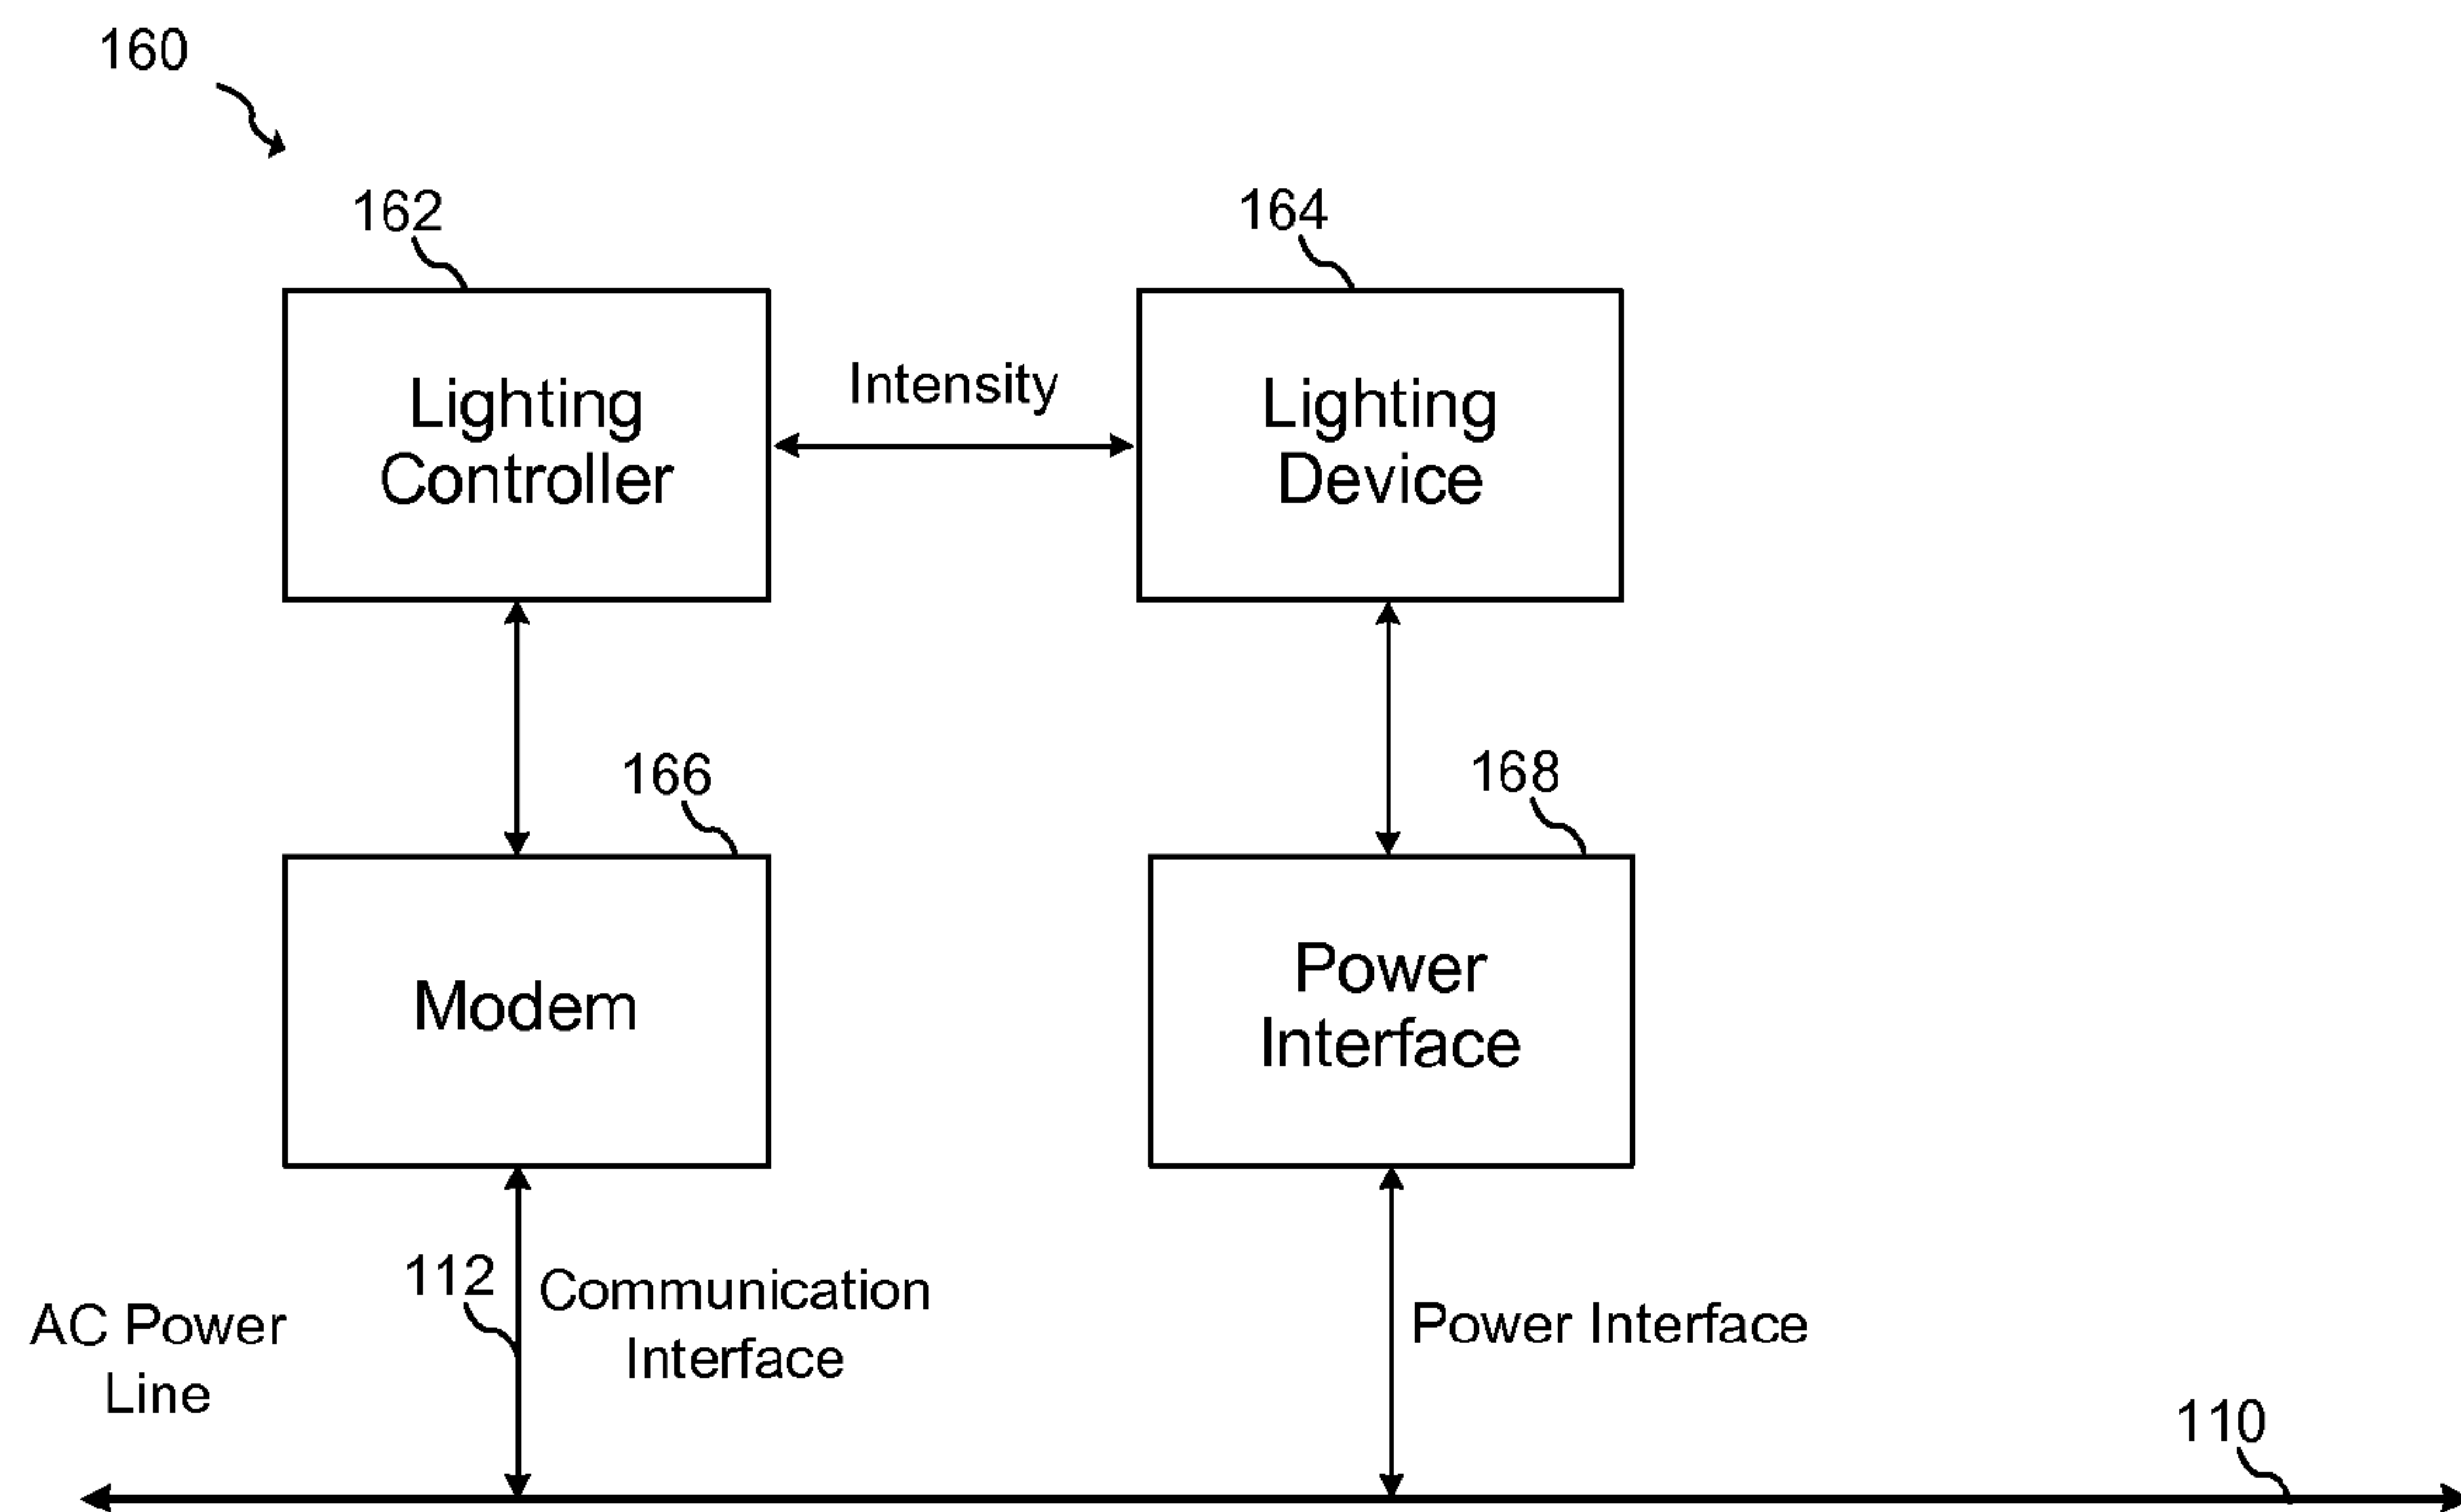 160
162
164
Lighting
Controller
Intensity
Lighting
Device
166
168
Modem
Power
Interface
112
Communication
Interface
AC Power
Line
Power Interface
110